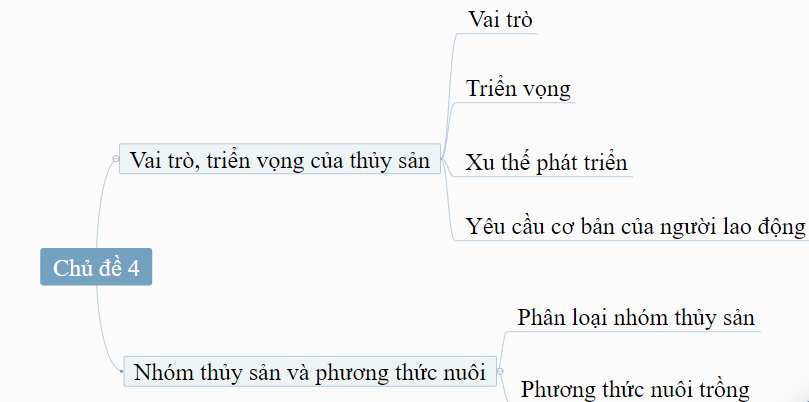 Vai trò
Triển vọng
Vai trò, triển vọng của thủy sản
Xu thế phát triển
Yêu cầu cơ bản của người lao động
Chủ đề 4
Phân loại nhóm thủy sản
Nhóm thủy sản và phương thức nuôi
Phương thức nuôi trồng